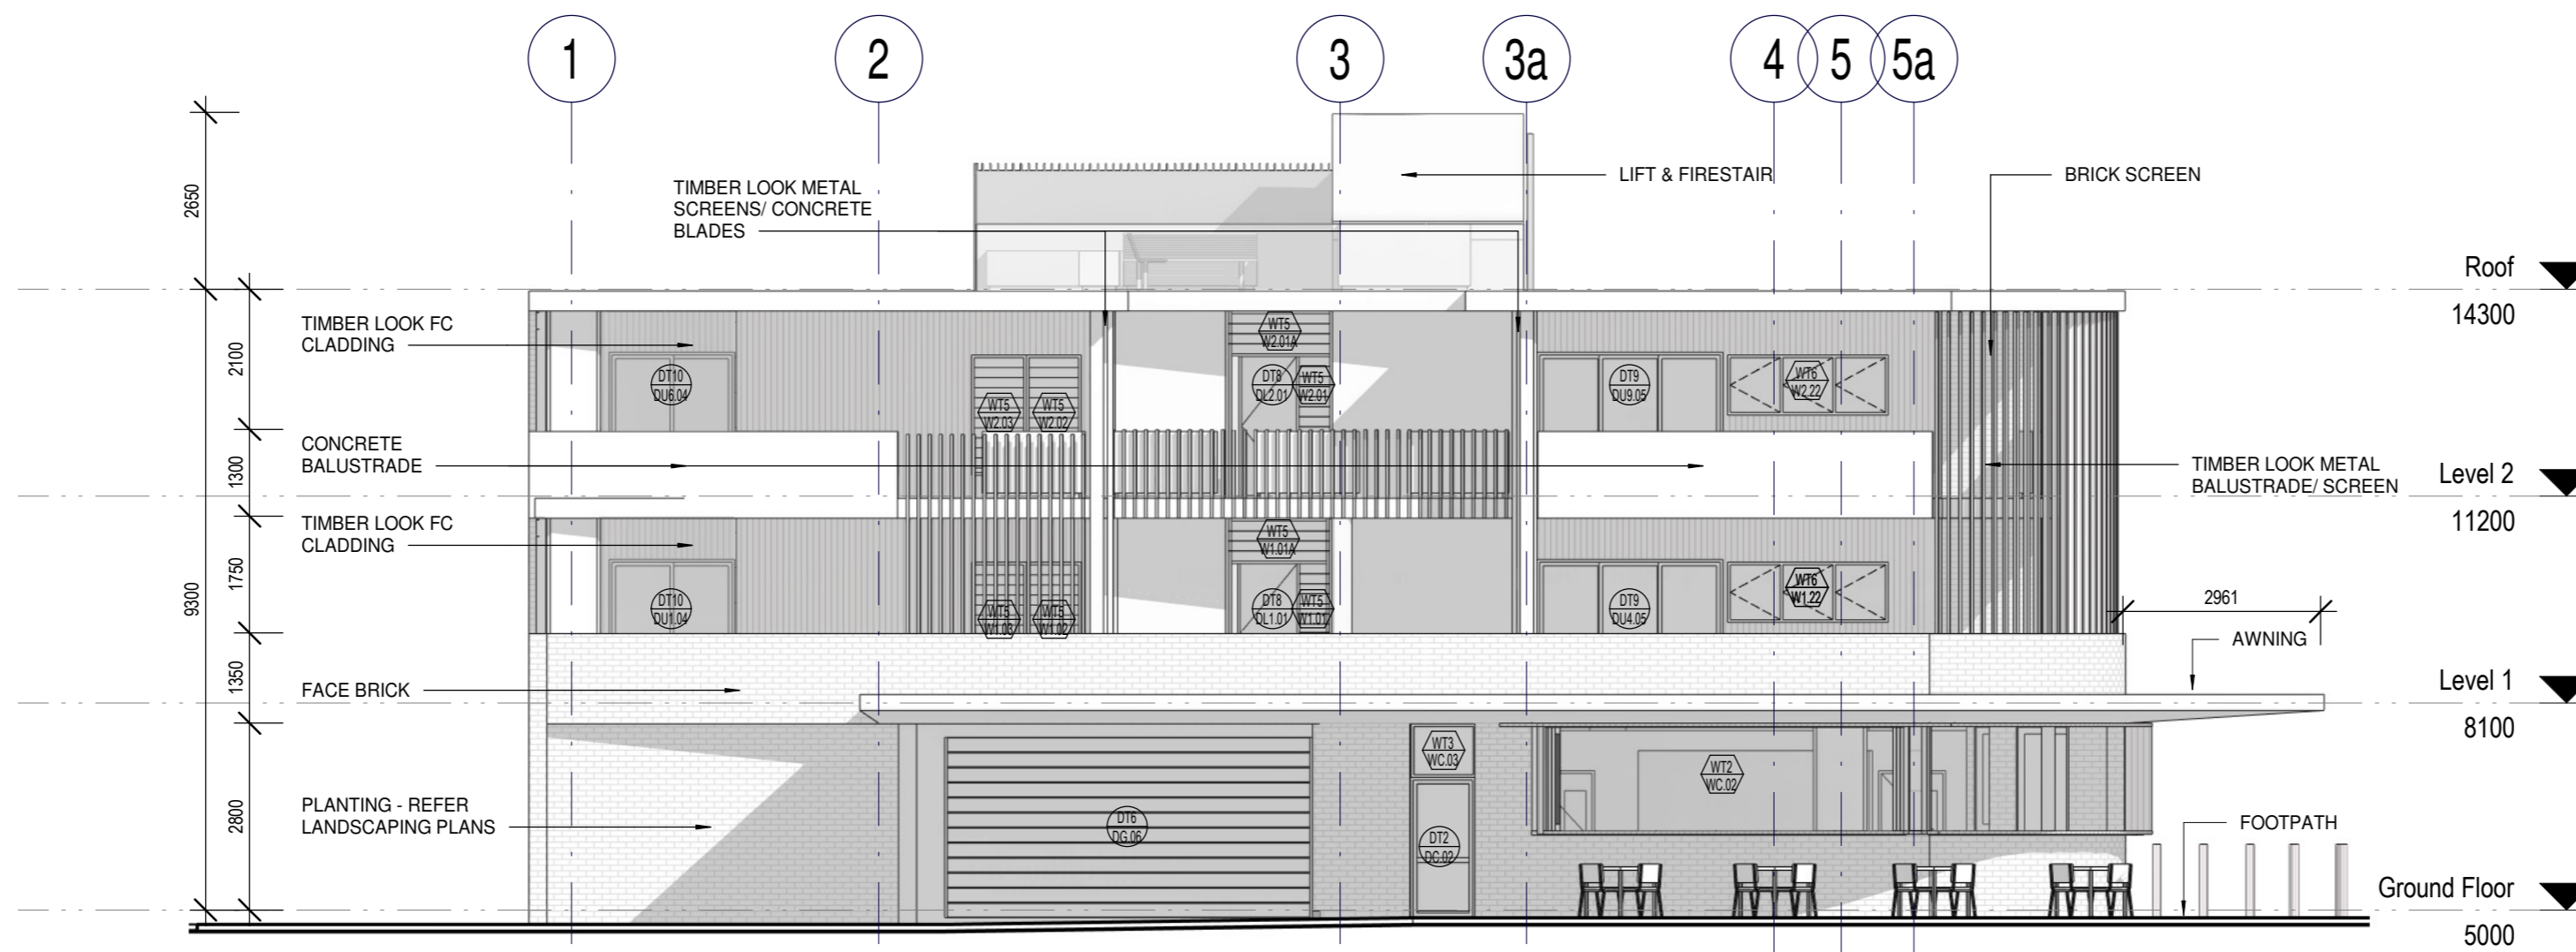 1
2
3
3a
4
5
5a
2650
TIMBER LOOK METAL
SCREENS/ CONCRETE
BLADES
LIFT & FIRESTAIR
BRICK SCREEN
Roof
14300
TIMBER LOOK FC
CLADDING
2100
WT5
W2.01A
DT10
DU6.04
WT5
W2.03
WT5
W2.02
DT8
DL2.01
WT5
W2.01
DT9
DU9.05
WT6
W2.22
CONCRETE
BALUSTRADE
1300
TIMBER LOOK METAL
BALUSTRADE/ SCREEN
Level 2
11200
TIMBER LOOK FC
CLADDING
1750
9300
WT5
W1.01A
DT10
DU1.04
WT5
W1.03
WT5
W1.02
DT8
DL1.01
WT5
W1.01
DT9
DU4.05
WT6
W1.22
2961
AWNING
1350
FACE BRICK
Level 1
8100
WT3
WC.03
WT2
WC.02
2800
PLANTING - REFER
LANDSCAPING PLANS
DT6
DG.06
DT2
DC.02
FOOTPATH
Ground Floor
5000